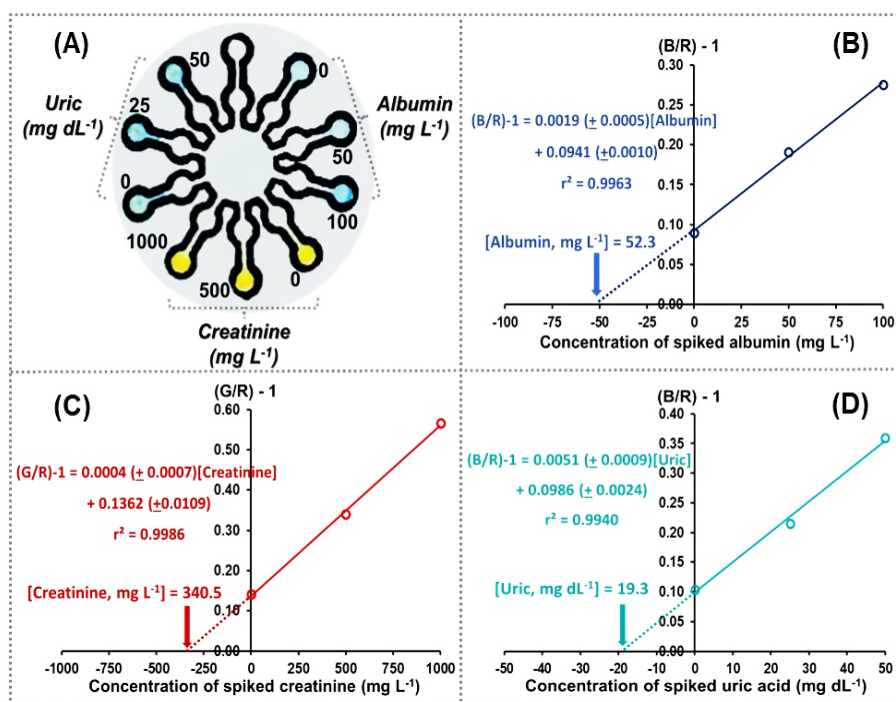 (A)
50
0
Uric
(mg dL-1)
25
Albumin
(mg L-1)
50
0
100
1000
500
0
Creatinine
(mg L-1)
(B/R) - 1
(B)
0.30
(B/R)-1 = 0.0019 (+ 0.0005)[Albumin]
+ 0.0941 (+0.0010)
r² = 0.9963
0.20
0.15
0.10
0.05
0.00
[Albumin, mg L-1] = 52.3
-100 -75 -50 -25 0 25 50 75 100
Concentration of spiked albumin (mg L-1)
(C)
(G/R) - 1
0.60
0.50
(G/R)-1 = 0.0004 (+ 0.0007)[Creatinine]
+ 0.1362 (+0.0109)
r² = 0.9986
0.30
0.20
0.10
0.00
[Creatinine, mg L-1] = 340.5
-1000 -750 -500 -250 0 250 500 750 1000
Concentration of spiked creatinine (mg L-1)
(B/R) - 1
(D)
0.40
0.35
(B/R)-1 = 0.0051 (+ 0.0009)[Uric]
+ 0.0986 (+ 0.0024)
r² = 0.9940
0.25
0.20
0.15
0.10
0.05
0.00
[Uric, mg dL-1] = 19.3
-50 -40 -30 -20 -10 0 10 20 30 40 50
Concentration of spiked uric acid (mg dL-1)